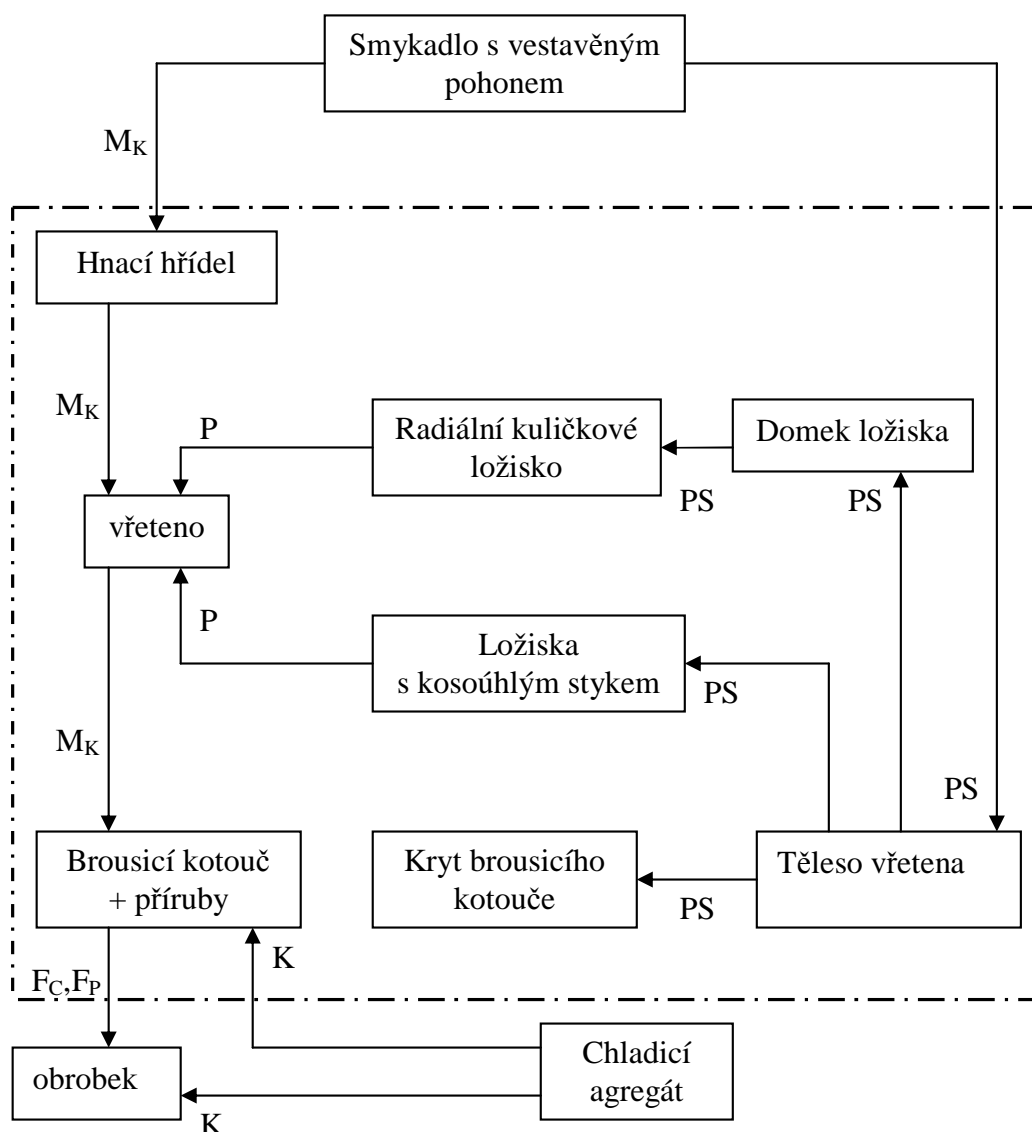 Smykadlo s vestavěným
pohonem
M_K
Hnací hřídel
M_K
P
Radiální kuličkové
ložisko
PS
Domek ložiska
PS
vřeteno
P
Ložiska
s kosoúhlým stykem
PS
M_K
PS
Brousicí kotouč
+ příruby
Kryt brousicího
kotouče
PS
Těleso vřetena
K
F_C,F_P
obrobek
K
Chladicí
agregát